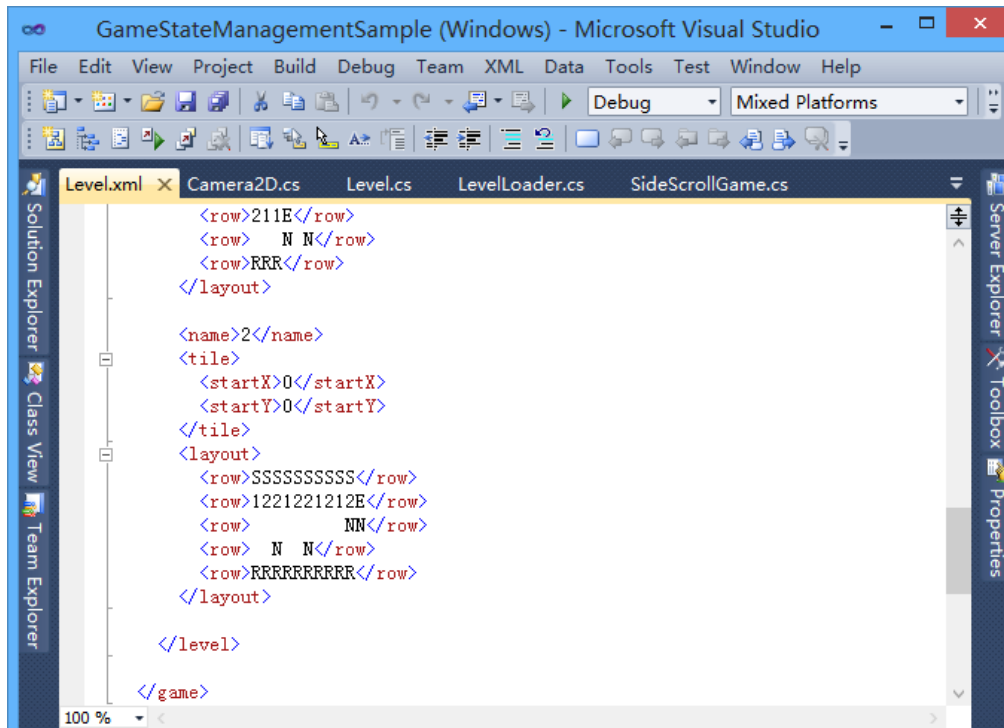 GameStateManagementSample (Windows) - Microsoft Visual Studio
File Edit View Project Build Debug Team XML Data Tools Test Window Help
Debug Mixed Platforms
Level.xml Camera2D.cs Level.cs LevelLoader.cs SideScrollGame.cs
<row>211E</row>
<row>   N N</row>
<row>RRR</row>
</layout>
<name>2</name>
<tile>
<startX>0</startX>
<startY>0</startY>
</tile>
<layout>
<row>SSSSSSSSSS</row>
<row>1221221212E</row>
<row>         NN</row>
<row>  N  N</row>
<row>RRRRRRRRRR</row>
</layout>
</level>
</game>
100 %
Solution Explorer
Class View
Team Explorer
Server Explorer
Toolbox
Properties